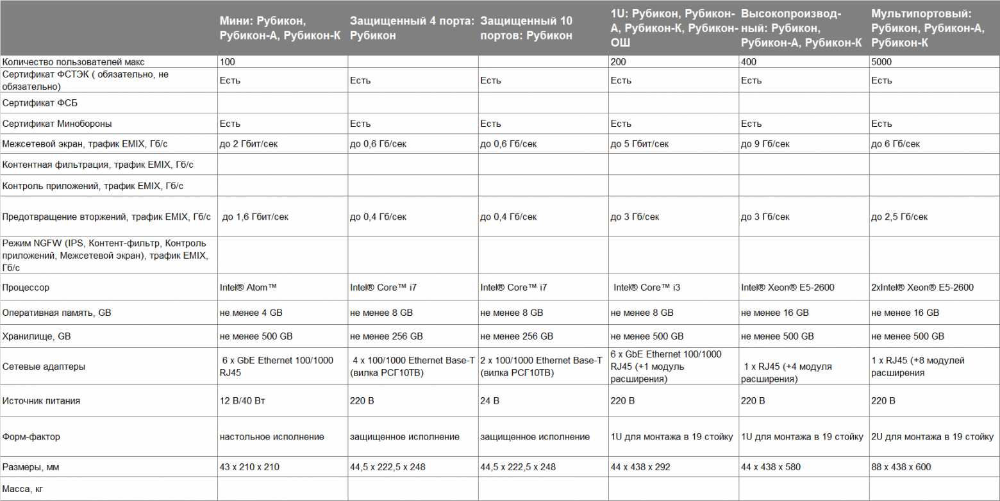 Мини: Рубикон,
Рубикон-А, Рубикон-К
Защищенный 4 порта:
Рубикон
Защищенный 10
портов: Рубикон
1U: Рубикон, Рубикон-
А, Рубикон-К, Рубикон-
ОШ
Высокопроизвод-
ный: Рубикон,
Рубикон-А, Рубикон-К
Мультипортовый:
Рубикон, Рубикон-А,
Рубикон-К
Количество пользователей макс 100 200 400 5000
Сертификат ФСТЭК ( обязательно, не
обязательно)
Есть Есть Есть Есть Есть Есть
Сертификат ФСБ
Сертификат Минобороны Есть Есть Есть Есть Есть Есть
Межсетевой экран, трафик EMIX, Гб/с до 2 Гбит/сек до 0,6 Гб/сек до 0,6 Гб/сек до 5 Гбит/сек до 9 Гб/сек до 6 Гб/сек
Контентная фильтрация, трафик EMIX, Гб/с
Контроль приложений, трафик EMIX, Гб/с
Предотвращение вторжений, трафик EMIX, Гб/с до 1,6 Гбит/сек до 0,4 Гб/сек до 0,4 Гб/сек до 3 Гб/сек до 3 Гб/сек до 2,5 Гб/сек
Режим NGFW (IPS, Контент-фильтр, Контроль
приложений, Межсетевой экран), трафик EMIX,
Гб/с
Процессор Intel® Atom™ Intel® Core™ i7 Intel® Core™ i7 Intel® Core™ i3 Intel® Xeon® E5-2600 2xIntel® Xeon® E5-2600
Оперативная память, GB не менее 4 GB не менее 8 GB не менее 8 GB не менее 8 GB не менее 16 GB не менее 16 GB
Хранилище, GB не менее 500 GB не менее 256 GB не менее 256 GB не менее 500 GB не менее 500 GB не менее 500 GB
Сетевые адаптеры
6 x GbE Ethernet 100/1000
RJ45
4 x 100/1000 Ethernet Base-T
(вилка РСГ10ТВ)
2 x 100/1000 Ethernet Base-T
(вилка РСГ10ТВ)
6 x GbE Ethernet 100/1000
RJ45 (+1 модуль
расширения)
1 x RJ45 (+4 модуля
расширения)
1 x RJ45 (+8 модулей
расширения
Источник питания 12 В/40 Вт 220 В 24 В 220 В 220 В 220 В
Форм-фактор настольное исполнение защищенное исполнение защищенное исполнение 1U для монтажа в 19 стойку 1U для монтажа в 19 стойку 2U для монтажа в 19 стойку
Размеры, мм 43 x 210 x 210 44,5 x 222,5 x 248 44,5 x 222,5 x 248 44 x 438 x 292 44 x 438 x 580 88 x 438 x 600
Масса, кг